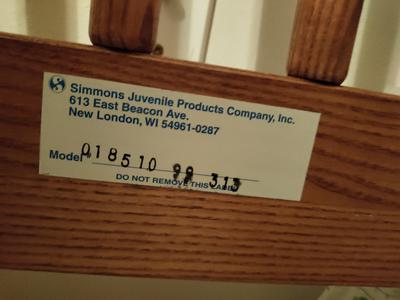 Simmons Juvenile Products Company, Inc.
613 East Beacon Ave.
New London, WI 54961-0287
Model 018510 99 313
DO NOT REMOVE THIS LABEL